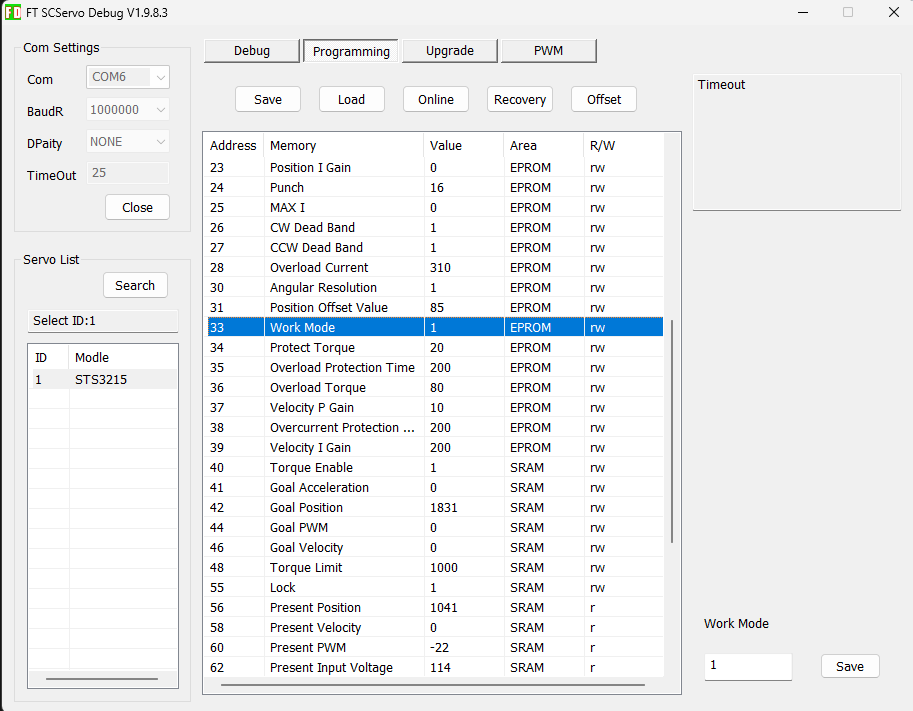 FT SCServo Debug V1.9.8.3
Com Settings
Com COM6
BaudR 1000000
DPaity NONE
TimeOut 25
Close
Servo List
Search
Select ID:1
ID Modle
1 STS3215
Debug Programming Upgrade PWM
Save Load Online Recovery Offset
Address Memory Value Area R/W
23 Position I Gain 0 EPROM rw
24 Punch 16 EPROM rw
25 MAX I 0 EPROM rw
26 CW Dead Band 1 EPROM rw
27 CCW Dead Band 1 EPROM rw
28 Overload Current 310 EPROM rw
30 Angular Resolution 1 EPROM rw
31 Position Offset Value 85 EPROM rw
33 Work Mode 1 EPROM rw
34 Protect Torque 20 EPROM rw
35 Overload Protection Time 200 EPROM rw
36 Overload Torque 80 EPROM rw
37 Velocity P Gain 10 EPROM rw
38 Overcurrent Protection ... 200 EPROM rw
39 Velocity I Gain 200 EPROM rw
40 Torque Enable 1 SRAM rw
41 Goal Acceleration 0 SRAM rw
42 Goal Position 1831 SRAM rw
44 Goal PWM 0 SRAM rw
46 Goal Velocity 0 SRAM rw
48 Torque Limit 1000 SRAM rw
55 Lock 1 SRAM rw
56 Present Position 1041 SRAM r
58 Present Velocity 0 SRAM r
60 Present PWM -22 SRAM r
62 Present Input Voltage 114 SRAM r
Timeout
Work Mode
1 Save